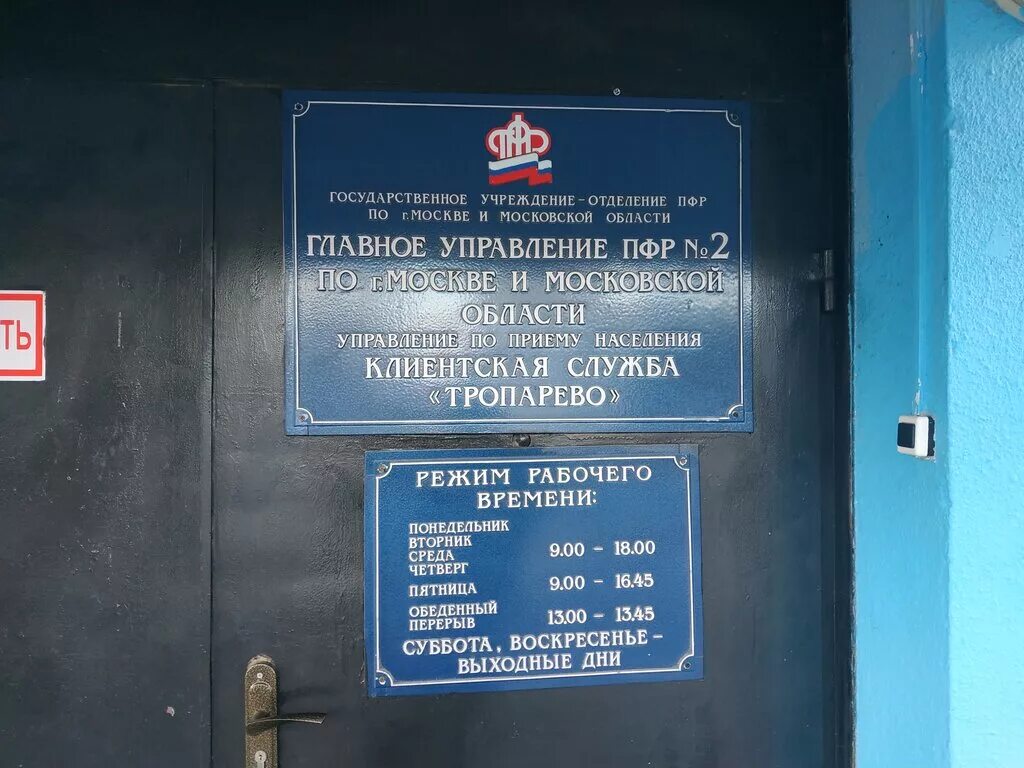 ГОСУДАРСТВЕННОЕ УЧРЕЖДЕНИЕ-ОТДЕЛЕНИЕ ПФР
ПО г.МОСКВЕ И МОСКОВСКОЙ ОБЛАСТИ
ГЛАВНОЕ УПРАВЛЕНИЕ ПФР №2
ПО г.МОСКВЕ И МОСКОВСКОЙ
ОБЛАСТИ
УПРАВЛЕНИЕ ПО ПРИЕМУ НАСЕЛЕНИЯ
КЛИЕНТСКАЯ СЛУЖБА
«ТРОПАРЕВО»
ТЬ
РЕЖИМ РАБОЧЕГО
ВРЕМЕНИ:
ПОНЕДЕЛЬНИК
ВТОРНИК
СРЕДА
ЧЕТВЕРГ
9.00 – 18.00
ПЯТНИЦА 9.00 – 16.45
ОБЕДЕННЫЙ
ПЕРЕРЫВ
13.00 – 13.45
СУББОТА, ВОСКРЕСЕНЬЕ–
ВЫХОДНЫЕ ДНИ